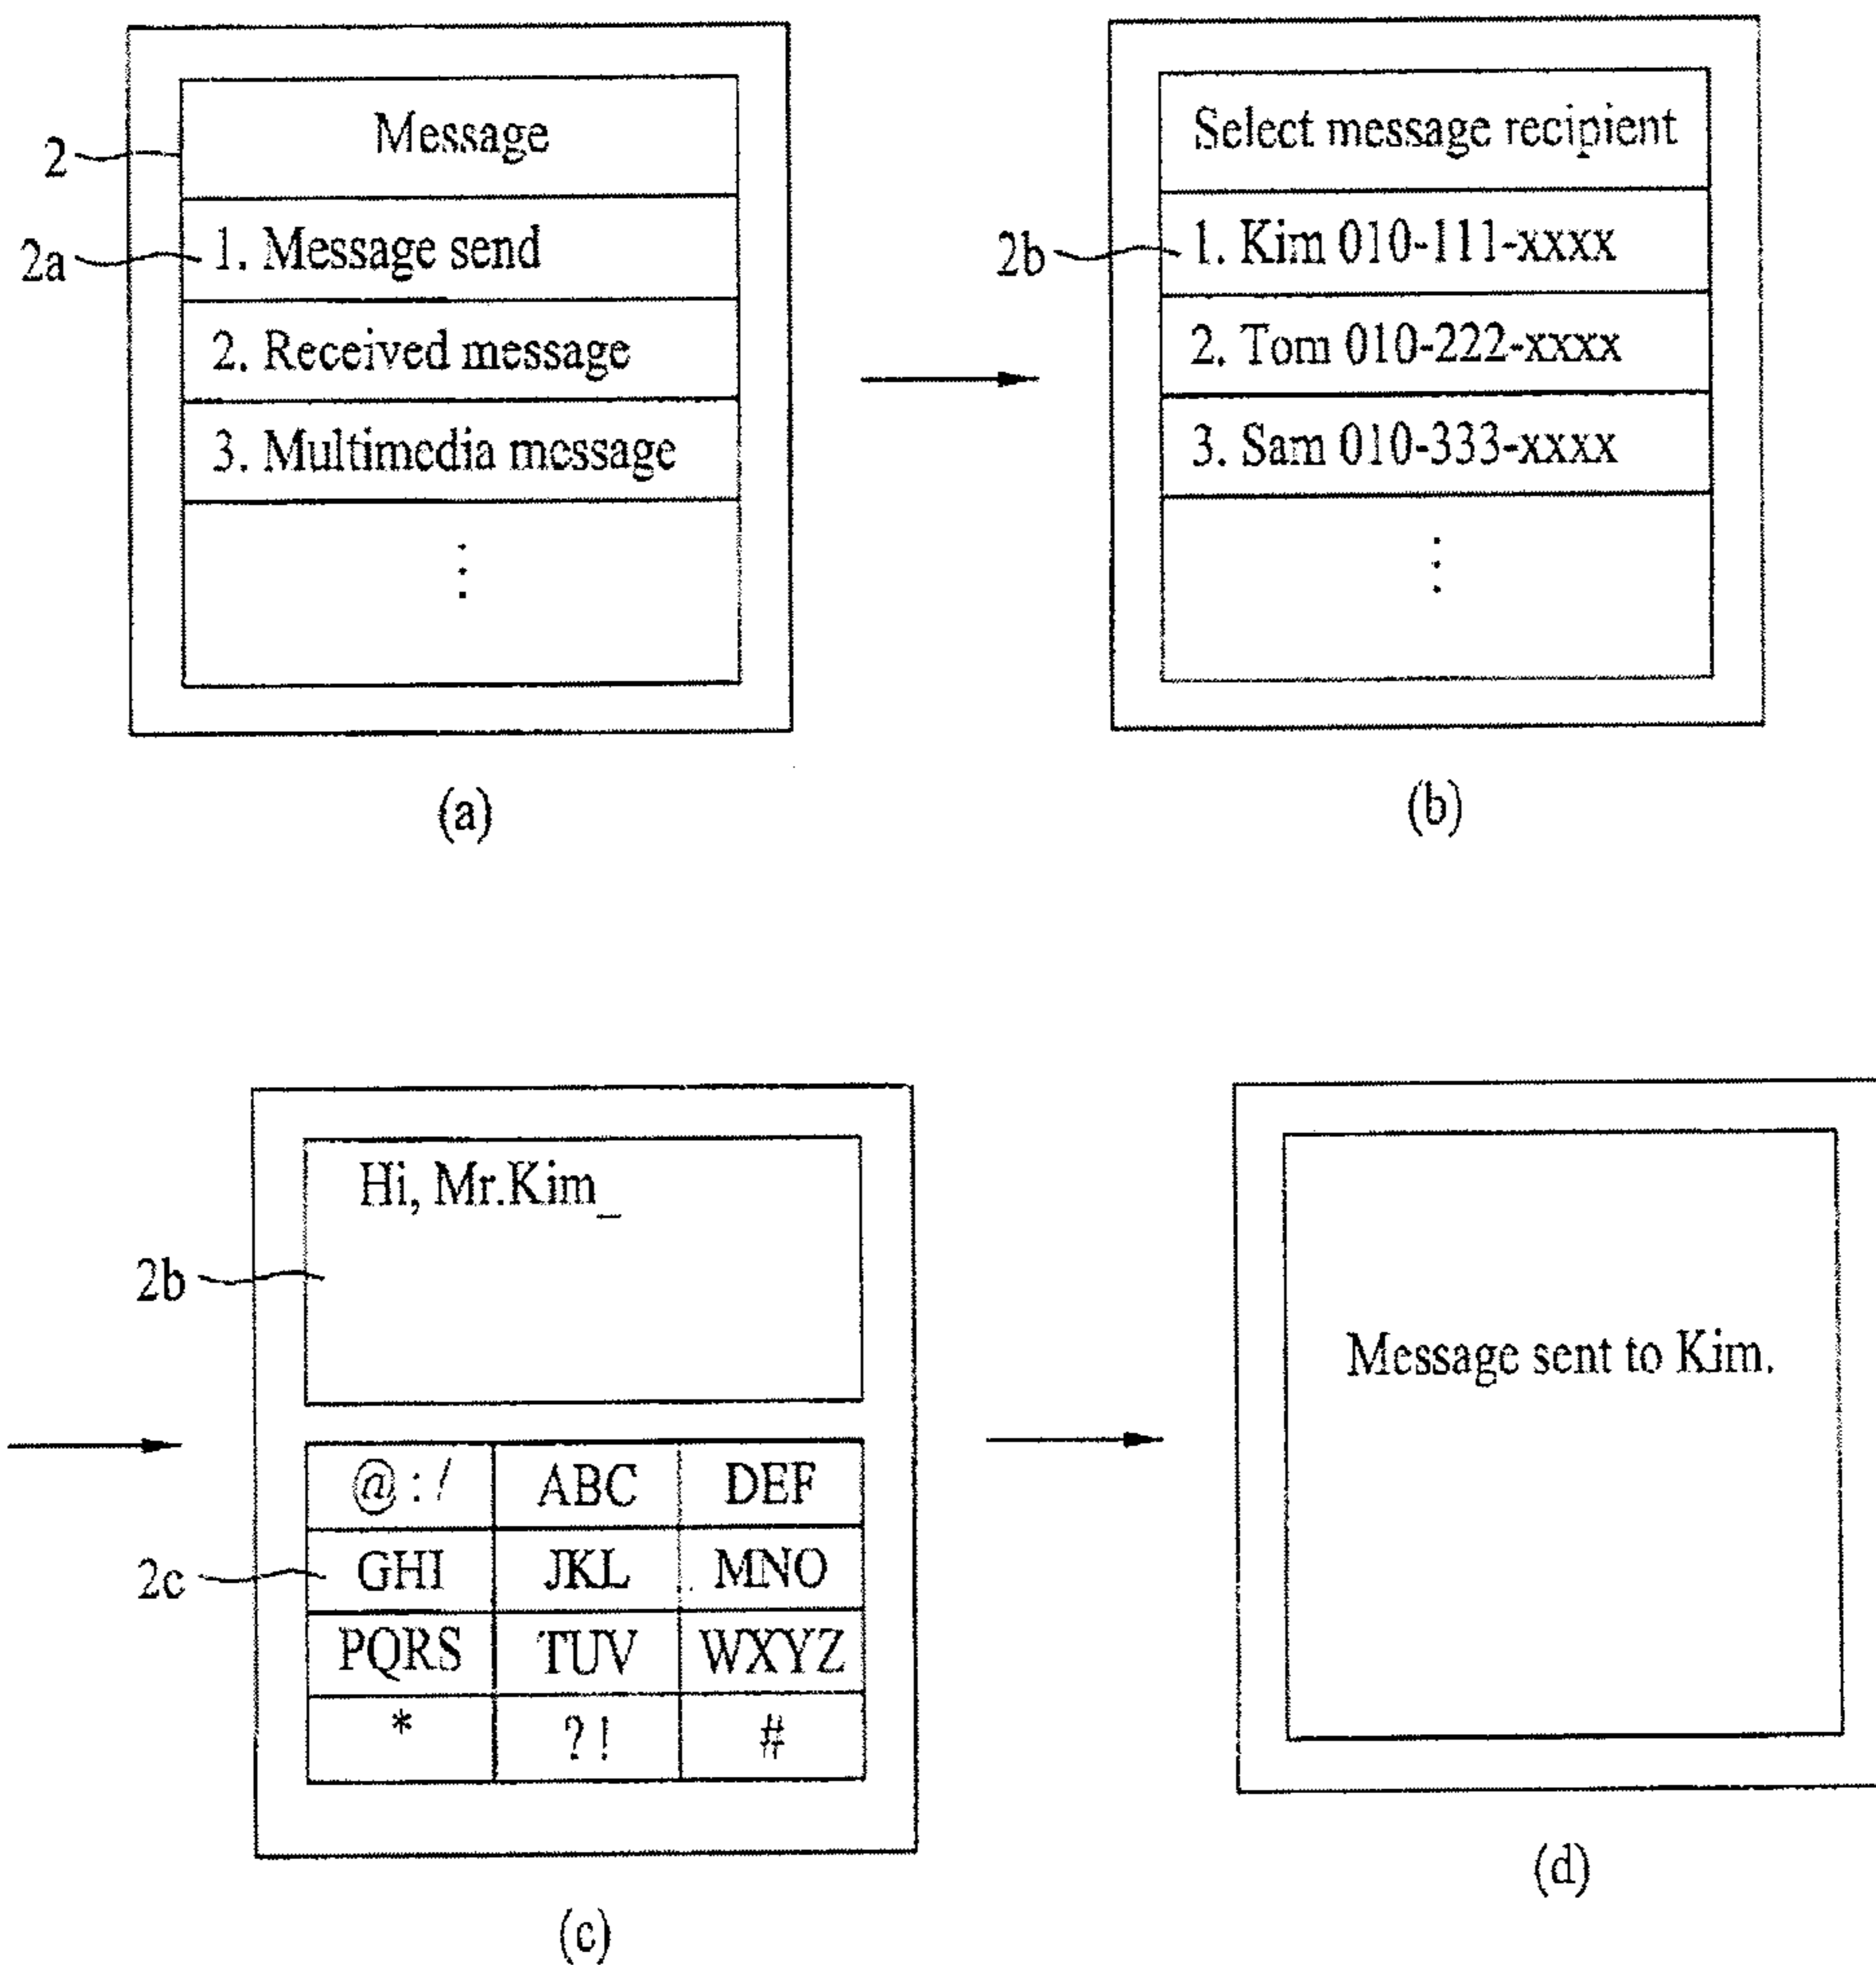 Message
2
2a
1. Message send
2. Received message
3. Multimedia message
(a)
Select message recipient
2b
1. Kim 010-111-xxxx
2. Tom 010-222-xxxx
3. Sam 010-333-xxxx
(b)
Hi, Mr.Kim_
2b
@ : / ABC DEF
2c
GHI JKL MNO
PQRS TUV WXYZ
* ? ! #
(c)
Message sent to Kim.
(d)